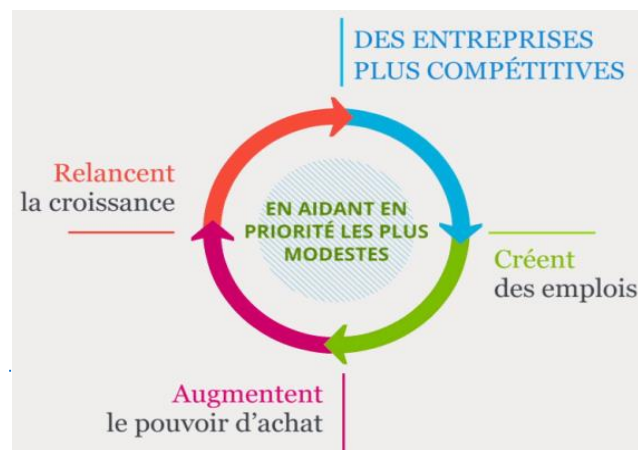 DES ENTREPRISES
PLUS COMPÉTITIVES
Relancent
la croissance
EN AIDANT EN
PRIORITÉ LES PLUS
MODESTES
Créent
des emplois
Augmentent
le pouvoir d’achat